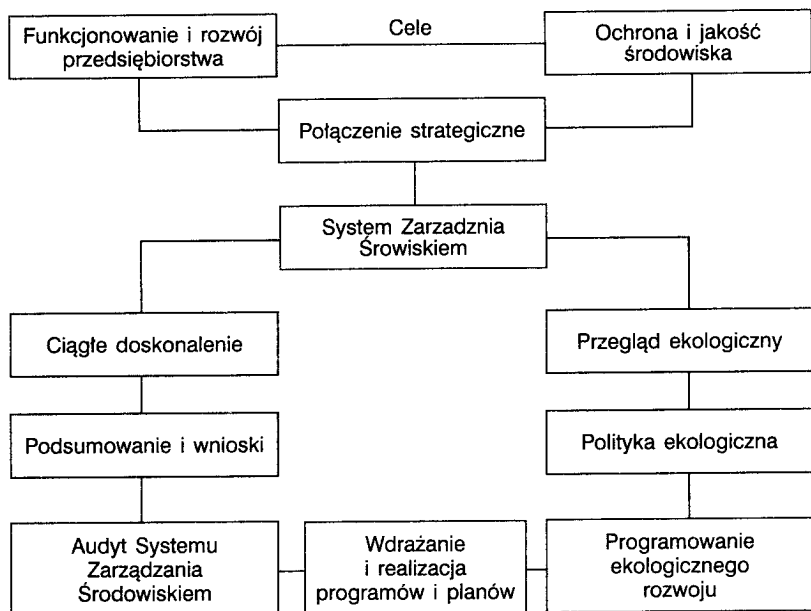 Funkcjonowanie i rozwój
przedsiębiorstwa
Cele
Ochrona i jakość
środowiska
Połączenie strategiczne
System Zarzadznia
Śrowiskiem
Ciągłe doskonalenie
Przegląd ekologiczny
Podsumowanie i wnioski
Polityka ekologiczna
Audyt Systemu
Zarządzania
Środowiskiem
Wdrażanie
i realizacja
programów i planów
Programowanie
ekologicznego
rozwoju